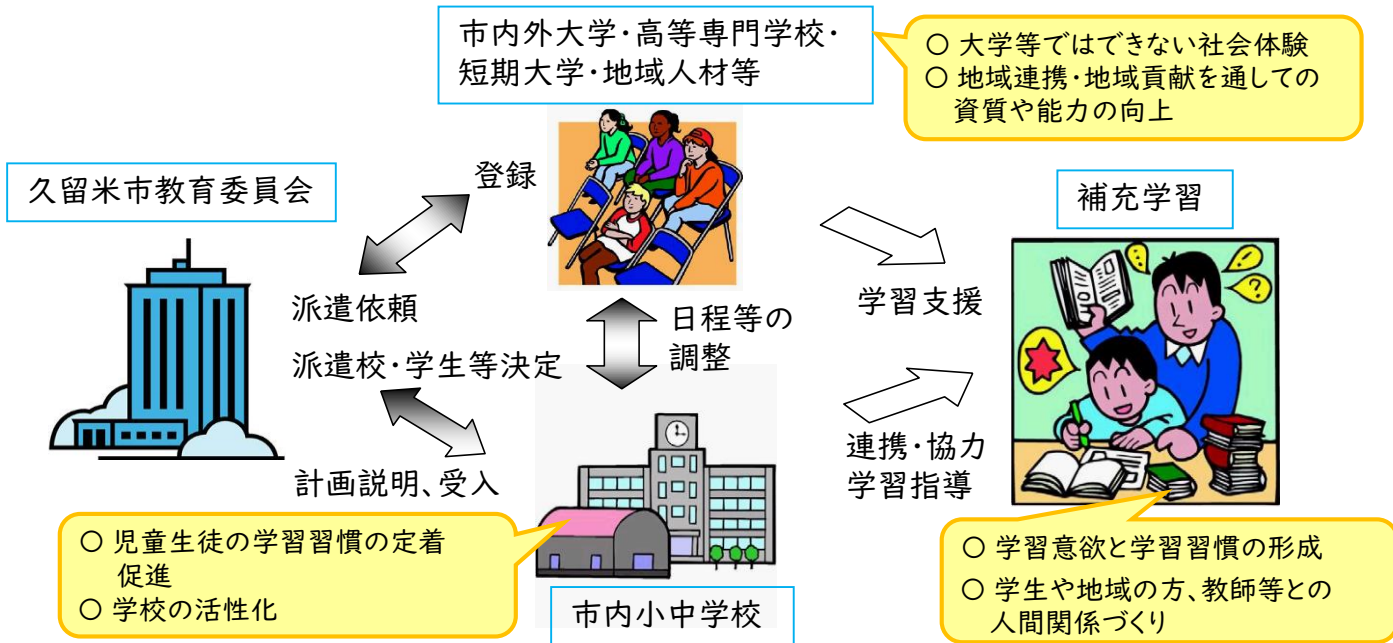 市内外大学・高等専門学校・
短期大学・地域人材等
〇 大学等ではできない社会体験
〇 地域連携・地域貢献を通しての
資質や能力の向上
久留米市教育委員会
登録
補充学習
派遣依頼
日程等の
調整
学習支援
派遣校・学生等決定
連携・協力
学習指導
計画説明、受入
〇 児童生徒の学習習慣の定着
促進
〇 学校の活性化
市内小中学校
〇 学習意欲と学習習慣の形成
〇 学生や地域の方、教師等との
人間関係づくり